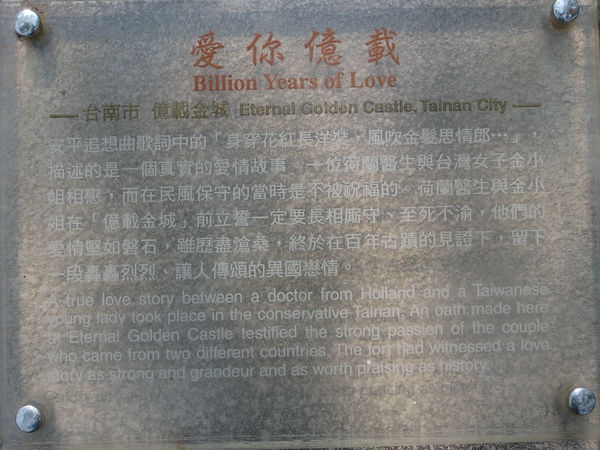 愛你億載
Billion Years of Love
台南市 億載金城 Eternal Golden Castle, Tainan City
安平追想曲歌詞中的「身穿花紅長洋裝，風吹金髮思情郎…」，
描述的是一個真實的愛情故事。一位荷蘭醫生與台灣女子金小
姐相戀，而在民風保守的當時是不被祝福的。荷蘭醫生與金小
姐在「億載金城」前立誓一定要長相廝守、至死不渝，他們的
愛情堅如磐石，雖歷盡滄桑，終於在百年古蹟的見證下，留下
一段轟轟烈烈、讓人傳頌的異國戀情。
A true love story between a doctor from Holland and a Taiwanese
young lady took place in the conservative Tainan. An oath made here
at Eternal Golden Castle testified the strong passion of the couple
who came from two different countries. The fort had witnessed a love
story as strong and grandeur and as worth praising as history.